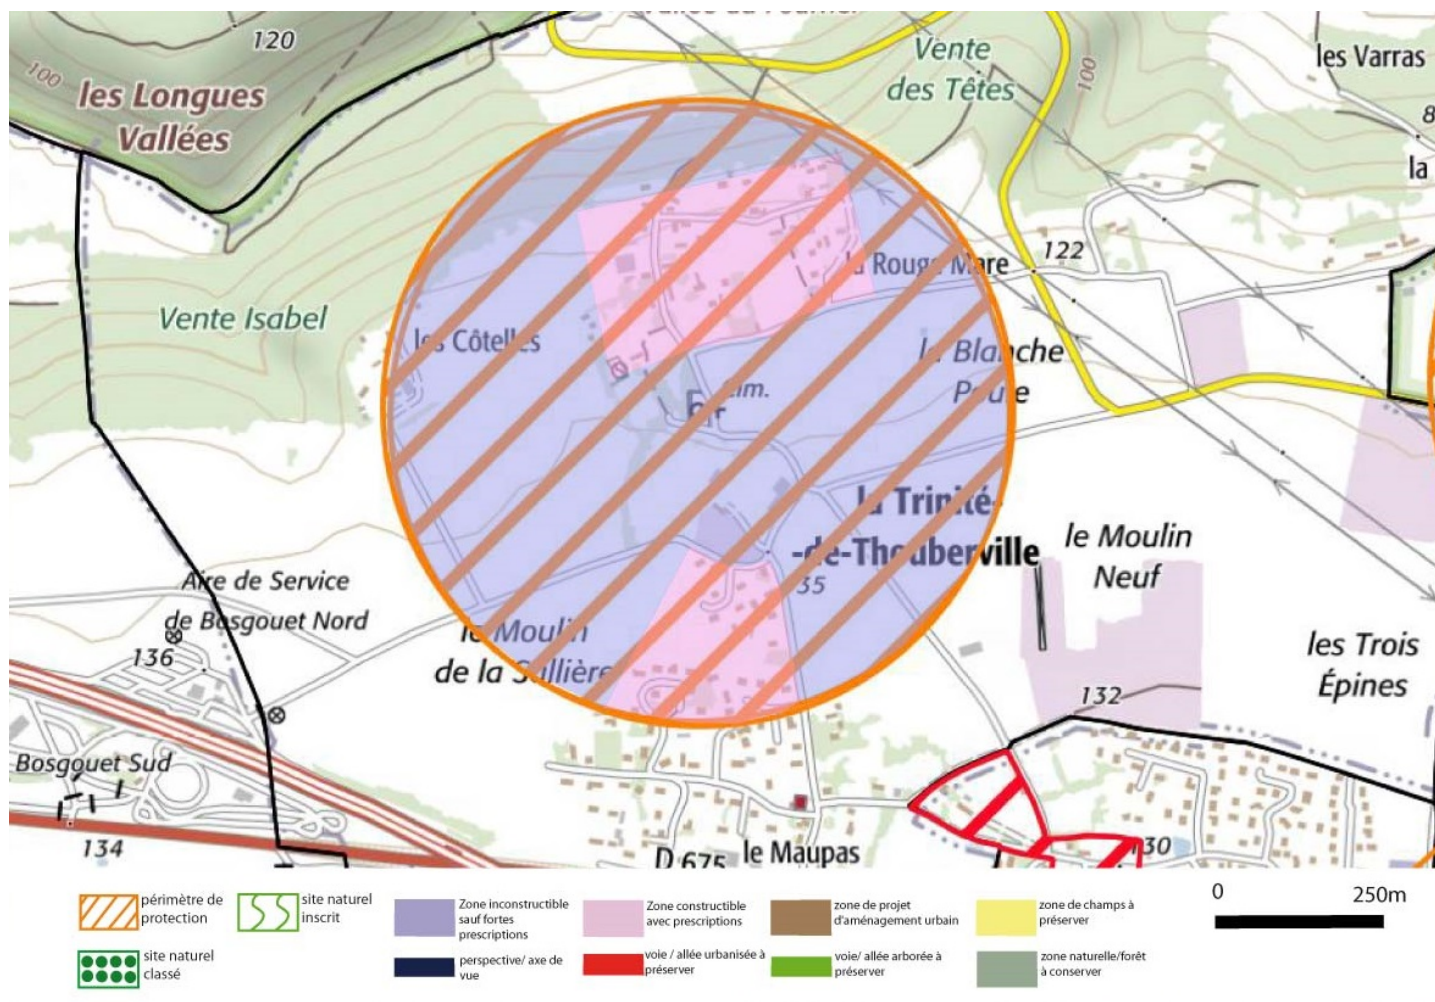 120
100
les Longues
Vallées
Vente
des Têtes
100
les Varras
8
la
122
la Rouge Mare
Vente Isabel
les Côtelles
la Blanche
Poule
Cim.
la Trinité-
-de-Thouberville
35
le Moulin
Neuf
Aire de Service
de Bosgouet Nord
136
le Moulin
de la Sallière
les Trois
Épines
132
Bosgouet Sud
134
D 675
le Maupas
130
périmètre de
protection
site naturel
inscrit
site naturel
classé
Zone inconstructible
sauf fortes
prescriptions
perspective/ axe de
vue
Zone constructible
avec prescriptions
voie / allée urbanisée à
préserver
zone de projet
d'aménagement urbain
voie/ allée arborée à
préserver
zone de champs à
préserver
zone naturelle/forêt
à conserver
0 250m